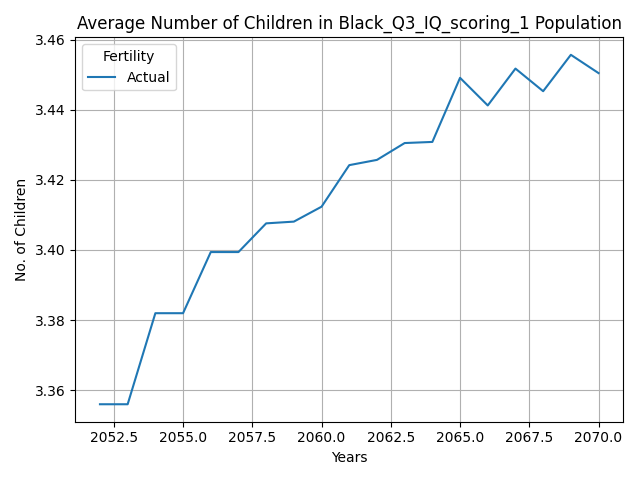 Average Number of Children in Black_Q3_IQ_scoring_1 Population
Fertility
Actual
No. of Children
3.46
3.44
3.42
3.40
3.38
3.36
2052.5 2055.0 2057.5 2060.0 2062.5 2065.0 2067.5 2070.0
Years